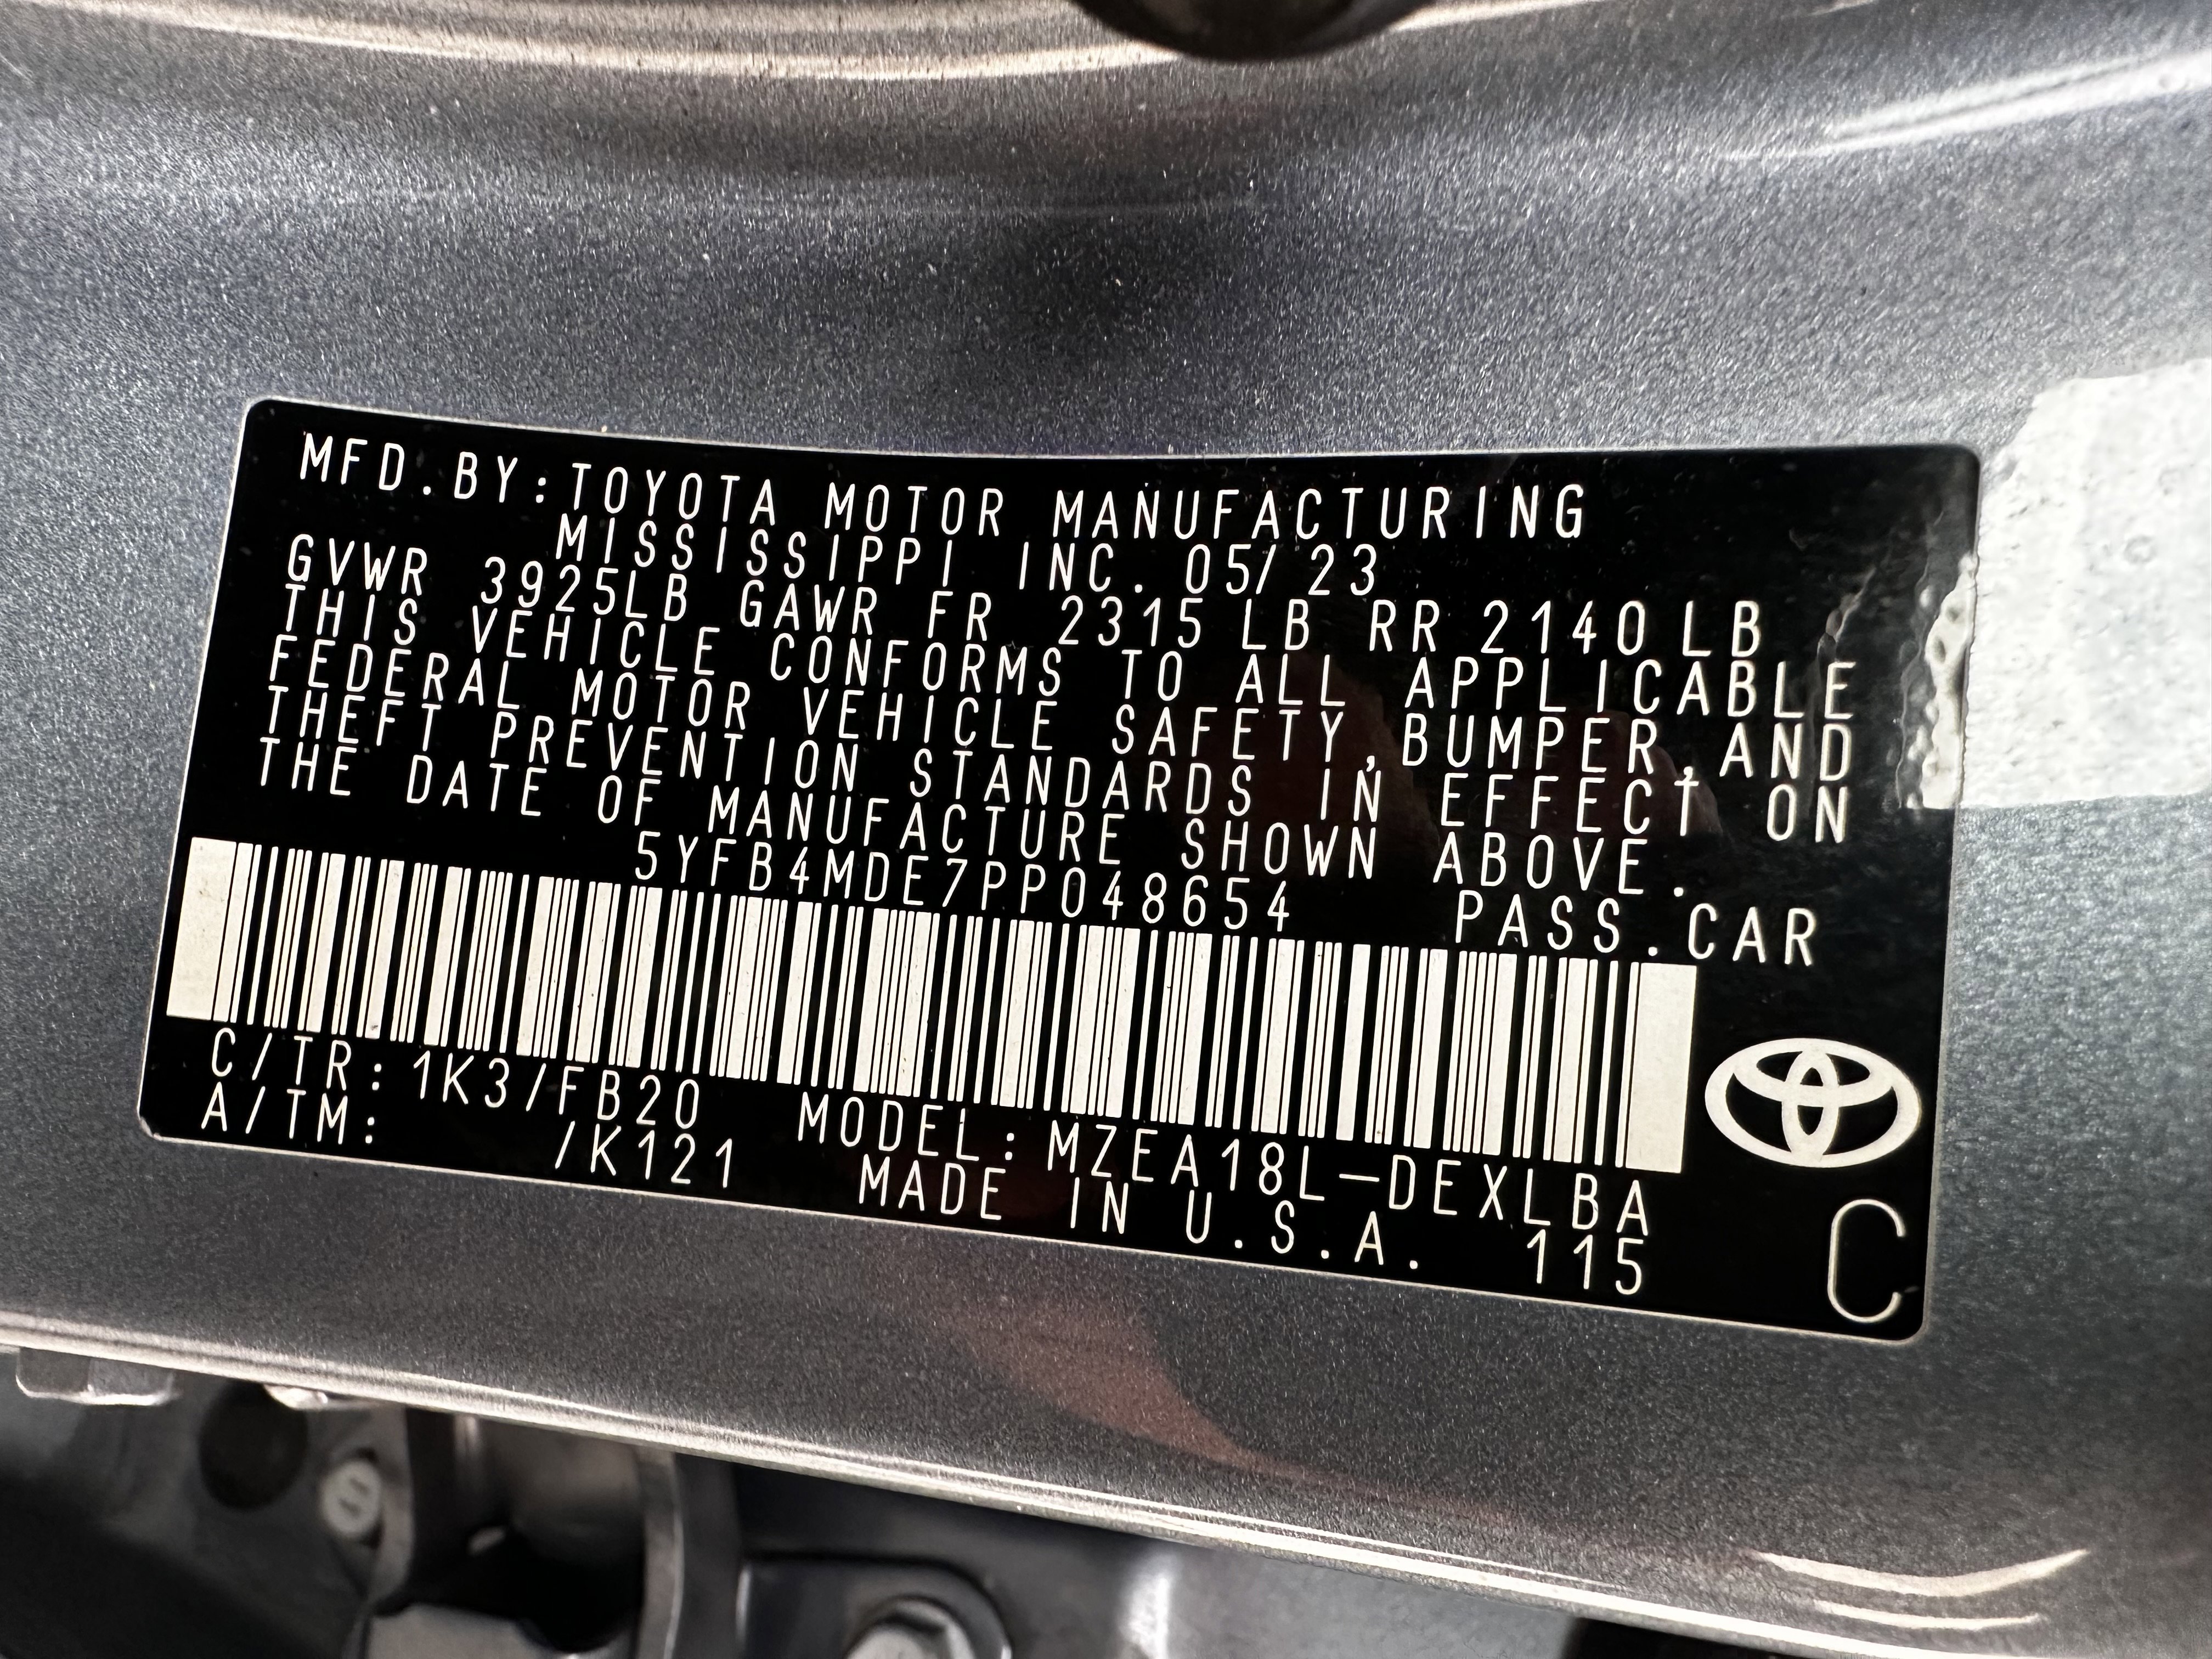 MFD.BY:TOYOTA MOTOR MANUFACTURING
MISSISSIPPI INC. 05/23
GVWR 3925LB GAWR FR 2315 LB RR 2140 LB
THIS VEHICLE CONFORMS TO ALL APPLICABLE
FEDERAL MOTOR VEHICLE SAFETY,BUMPER,AND
THEFT PREVENTION STANDARDS IN EFFECT ON
THE DATE OF MANUFACTURE SHOWN ABOVE.
5YFB4MDE7PP048654 PASS.CAR
C/TR:1K3/FB20 MODEL:MZEA18L-DEXLBA
A/TM: /K121 MADE IN U.S.A. 115
C